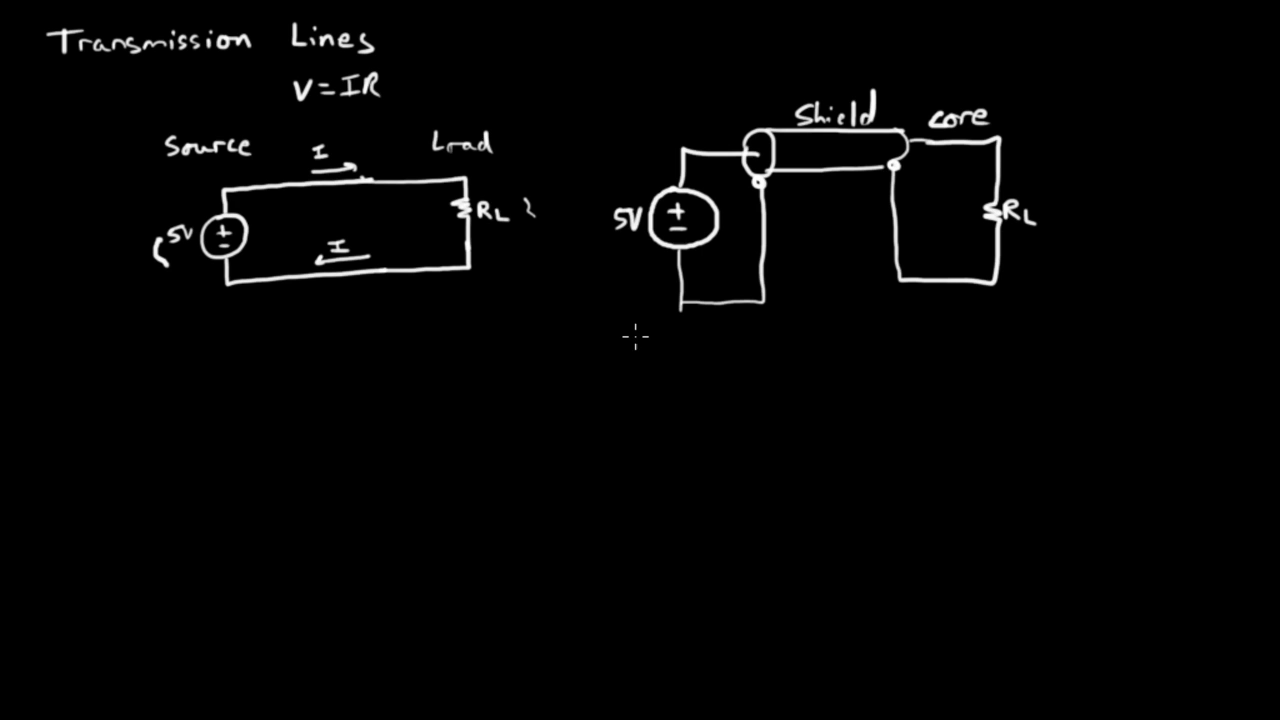 Transmission Lines
V=IR
Source
I
Load
5V
+
-
RL
I
Shield
core
5V
+
-
RL